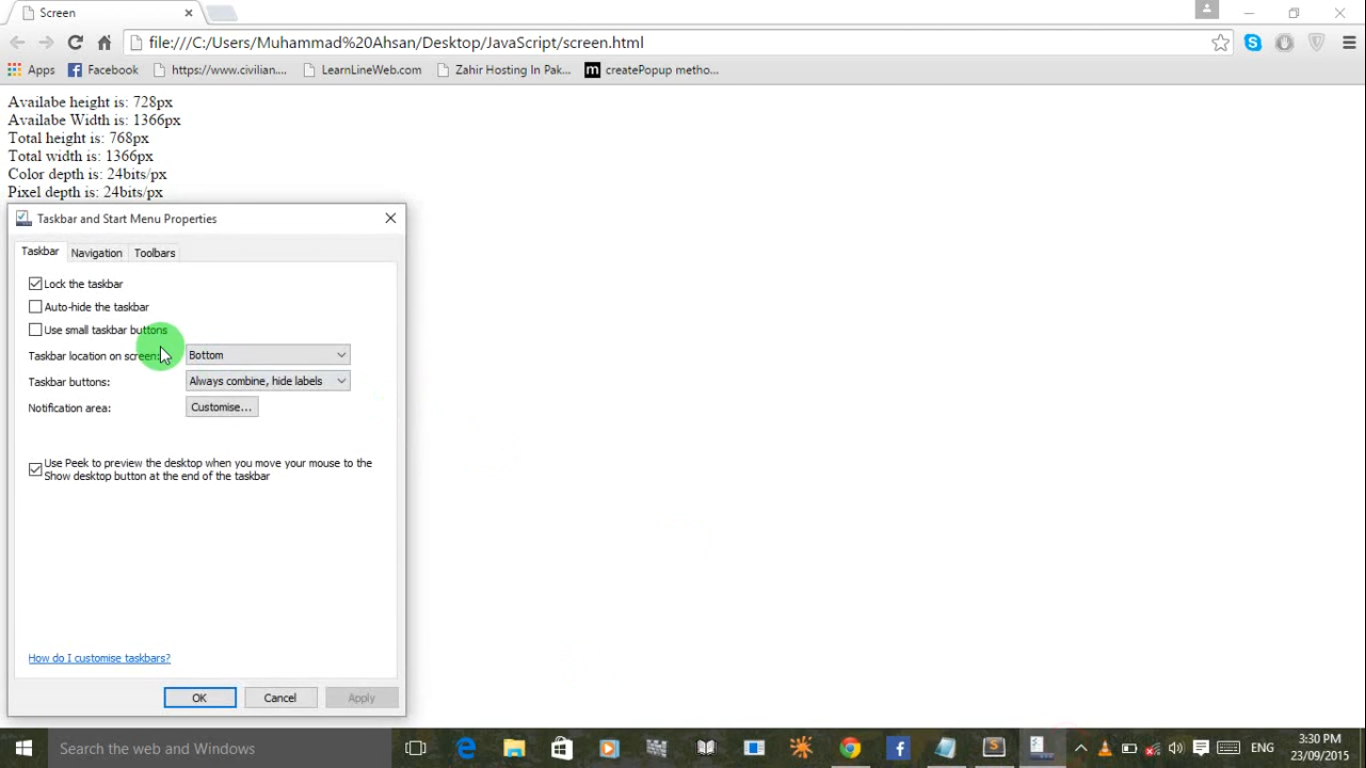 Screen
file:///C:/Users/Muhammad%20Ahsan/Desktop/JavaScript/screen.html
Apps Facebook https://www.civilian.... LearnLineWeb.com Zahir Hosting In Pak... m createPopup metho...
Availabe height is: 728px
Availabe Width is: 1366px
Total height is: 768px
Total width is: 1366px
Color depth is: 24bits/px
Pixel depth is: 24bits/px
Taskbar and Start Menu Properties
Taskbar Navigation Toolbars
Lock the taskbar
Auto-hide the taskbar
Use small taskbar buttons
Taskbar location on screen: Bottom
Taskbar buttons: Always combine, hide labels
Notification area: Customise...
Use Peek to preview the desktop when you move your mouse to the
Show desktop button at the end of the taskbar
How do I customise taskbars?
OK Cancel Apply
Search the web and Windows
ENG
3:30 PM
23/09/2015